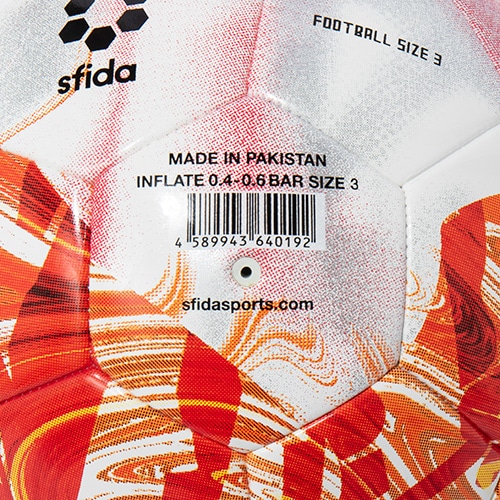 FOOTBALL SIZE 3
sfida
MADE IN PAKISTAN
INFLATE 0.4-0.6 BAR SIZE 3
4 589943 640192
sfidasports.com